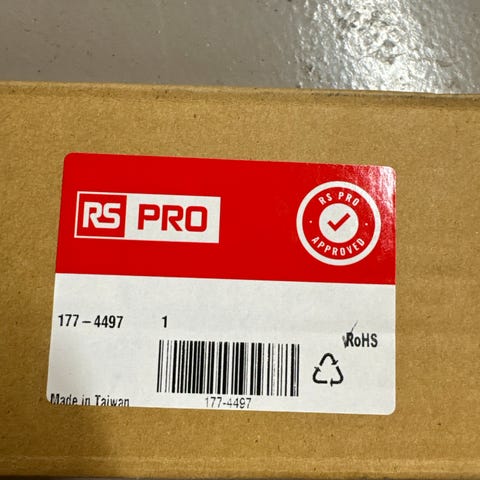 RS PRO
RS PRO
APPROVED
177-4497 1
RoHS
177-4497
Made in Taiwan